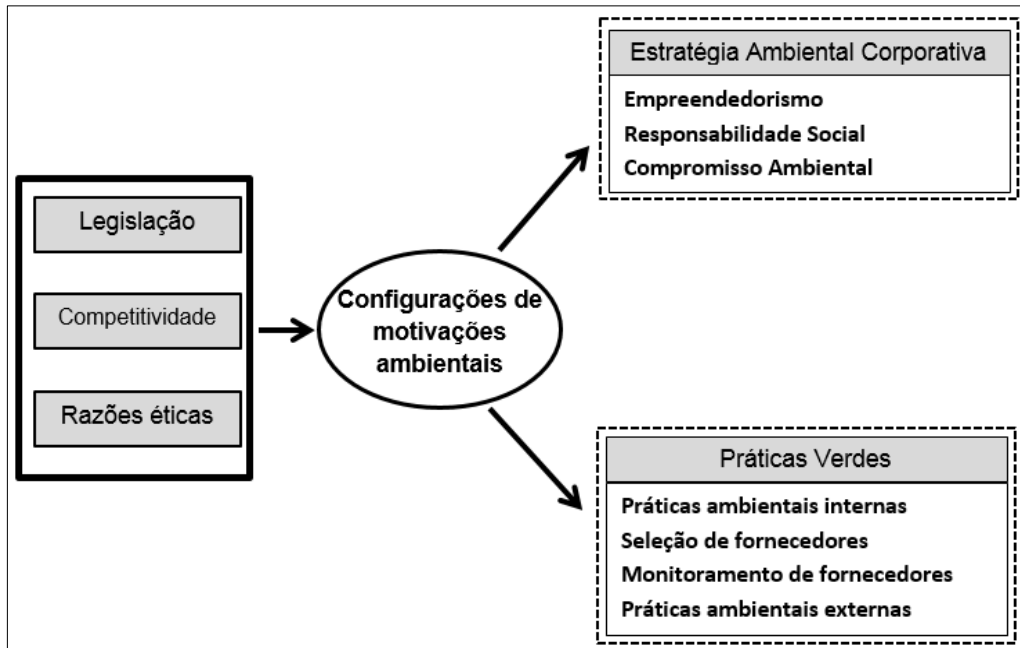 Legislação
Competitividade
Razões éticas
Configurações de
motivações
ambientais
Estratégia Ambiental Corporativa
Empreendedorismo
Responsabilidade Social
Compromisso Ambiental
Práticas Verdes
Práticas ambientais internas
Seleção de fornecedores
Monitoramento de fornecedores
Práticas ambientais externas